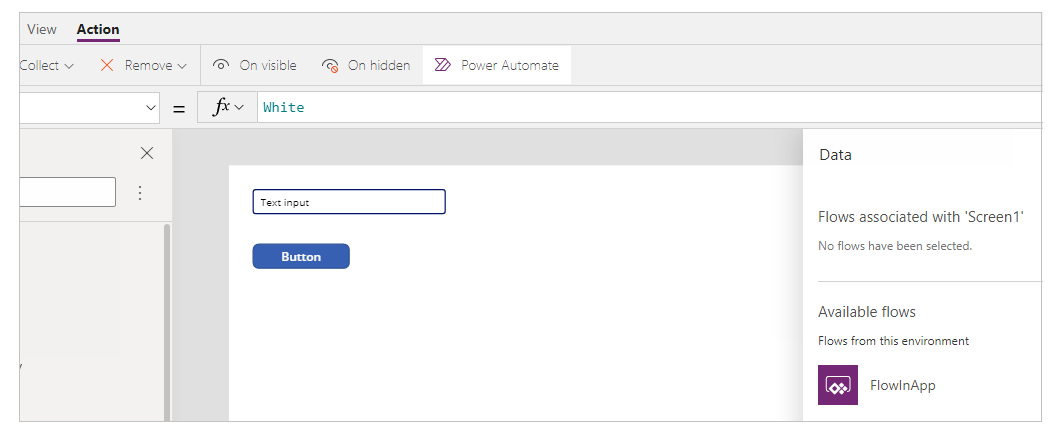 View Action
Collect Remove On visible On hidden Power Automate
= fx White
Data
Text input
Flows associated with 'Screen1'
No flows have been selected.
Button
Available flows
Flows from this environment
FlowInApp